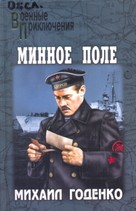 Военные
Приключения
МИННОЕ ПОЛЕ
МИХАИЛ ГОДЕНКО